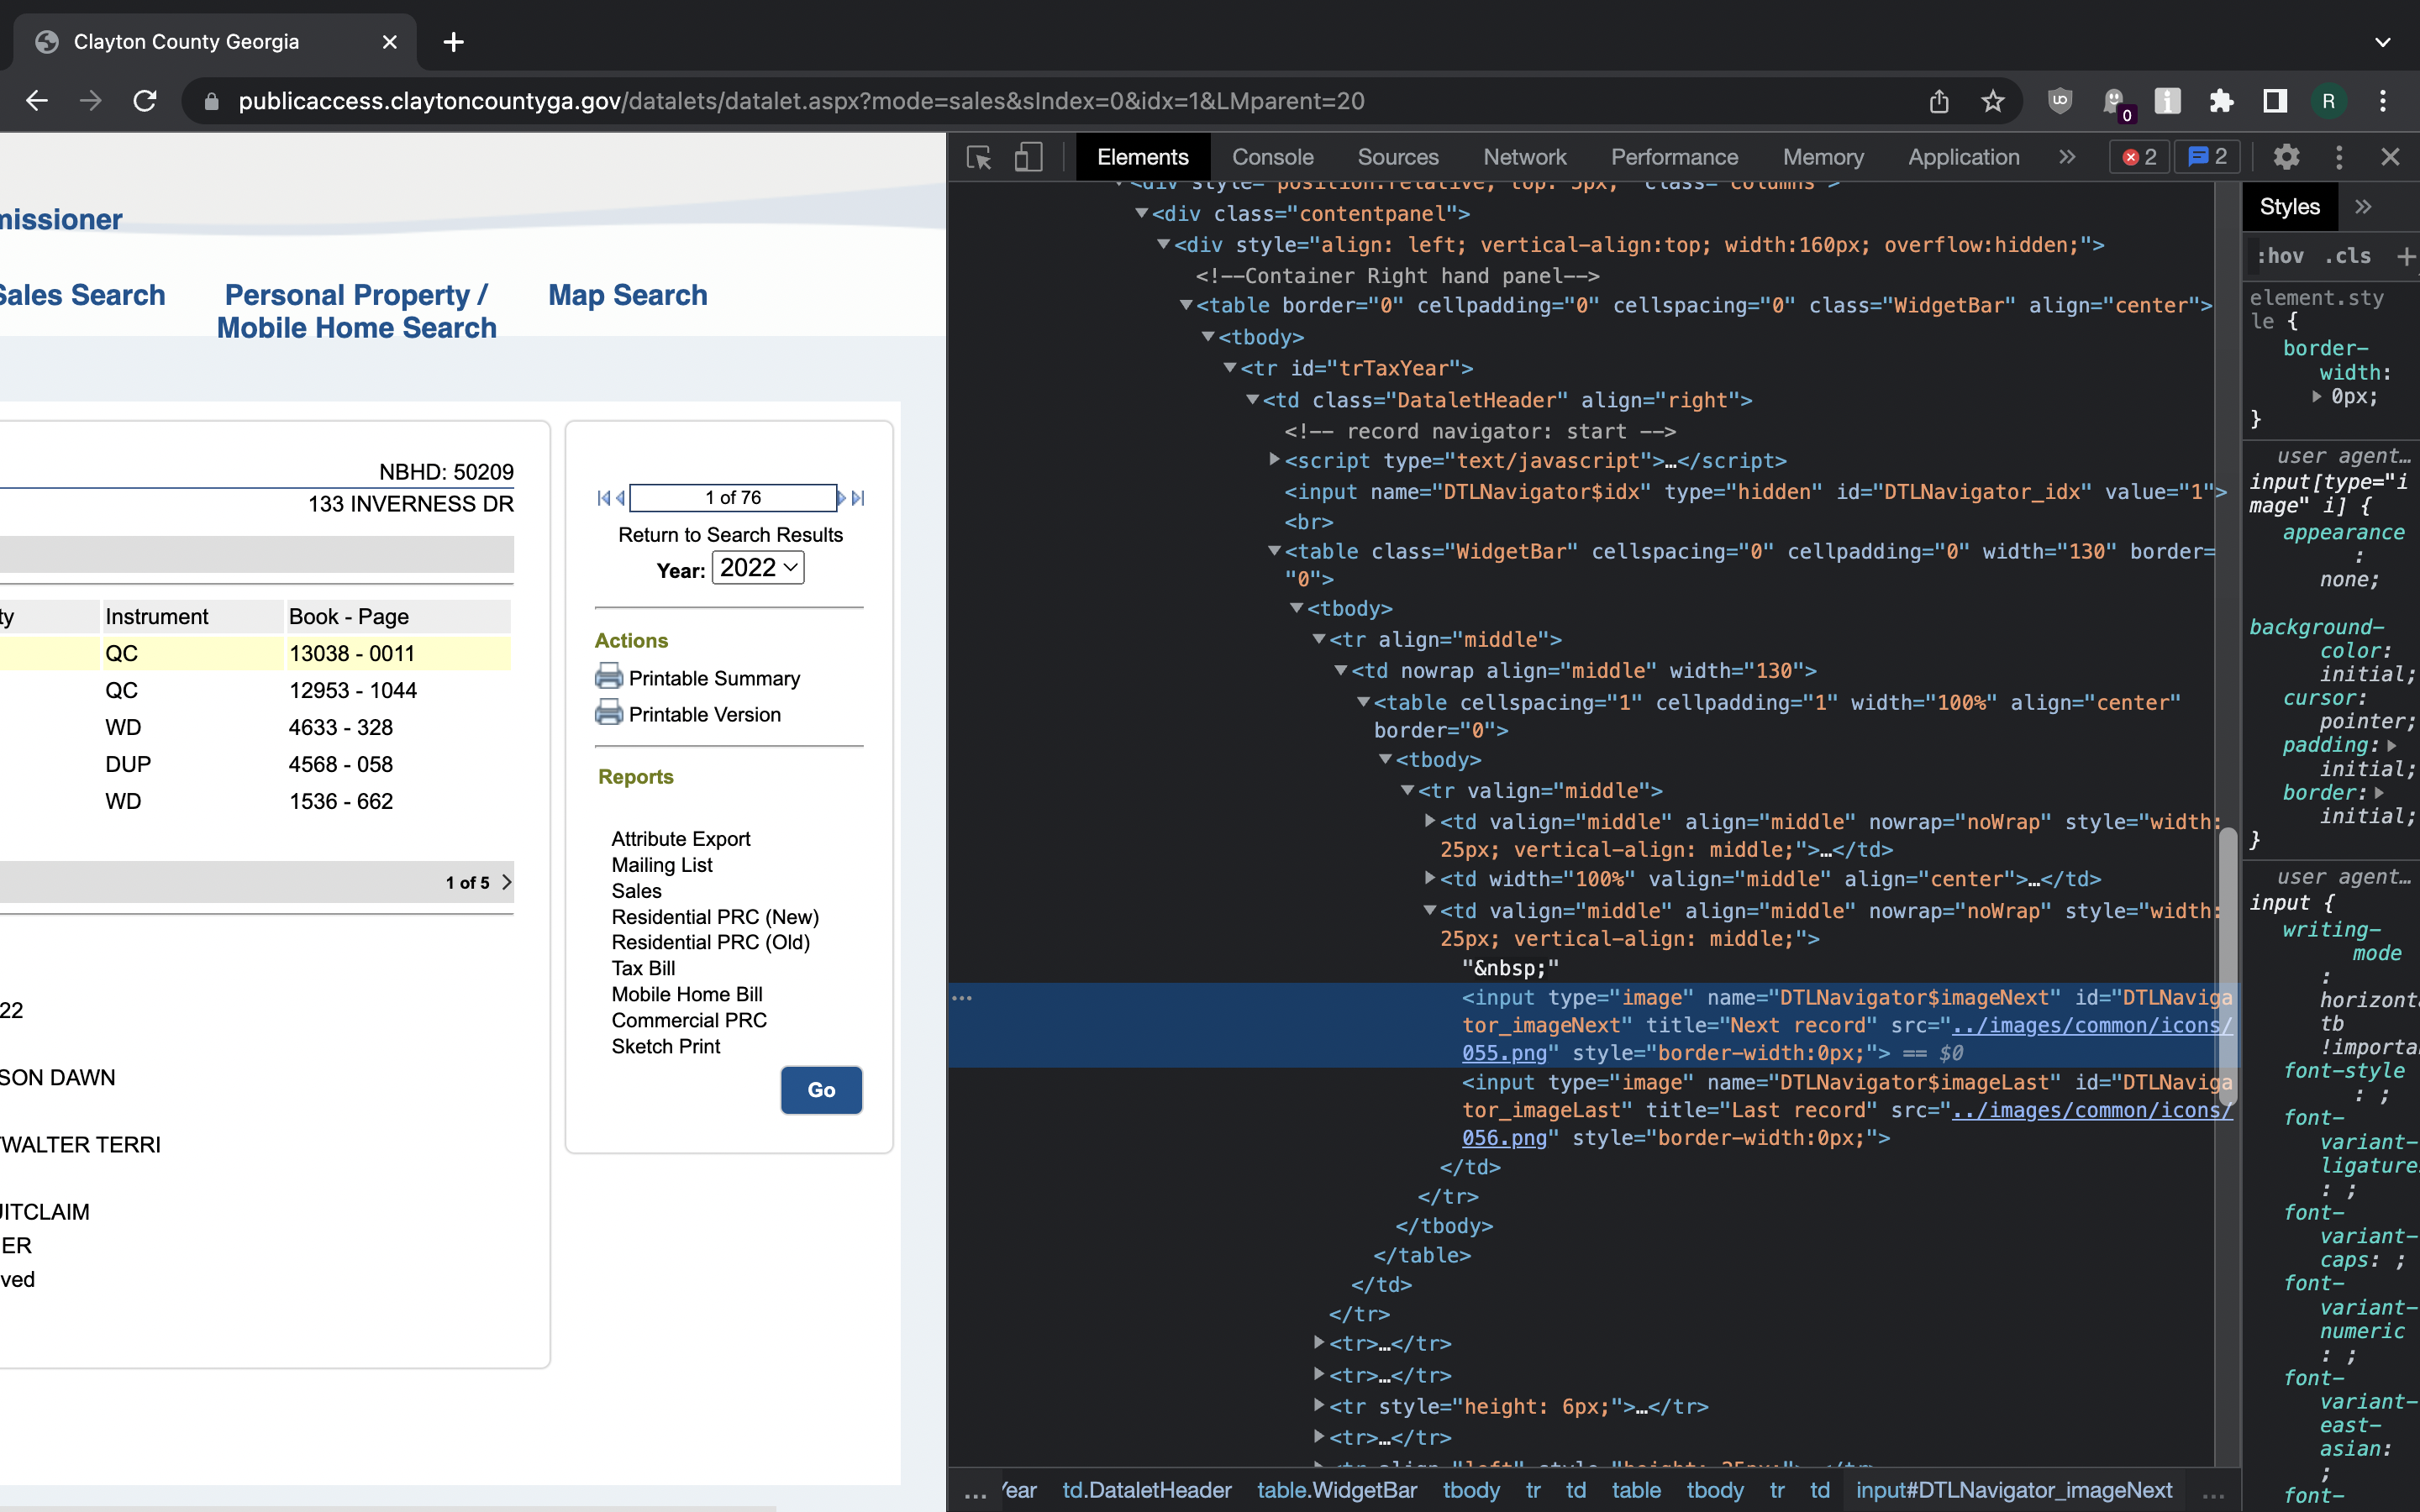 Clayton County Georgia
publicaccess.claytoncountyga.gov/datalets/datalet.aspx?mode=sales&sIndex=0&idx=1&LMparent=20
0
R
missioner
Sales Search
Personal Property /
Mobile Home Search
Map Search
NBHD: 50209
133 INVERNESS DR
ty
Instrument
Book - Page
QC
13038 - 0011
QC
12953 - 1044
WD
4633 - 328
DUP
4568 - 058
WD
1536 - 662
1 of 5
22
SON DAWN
WALTER TERRI
UITCLAIM
ER
ved
1 of 76
Return to Search Results
Year: 2022
Actions
Printable Summary
Printable Version
Reports
Attribute Export
Mailing List
Sales
Residential PRC (New)
Residential PRC (Old)
Tax Bill
Mobile Home Bill
Commercial PRC
Sketch Print
Go
Elements
Console
Sources
Network
Performance
Memory
Application
2
2
<div style="position:relative; top: 5px;" class="columns">
<div class="contentpanel">
<div style="align: left; vertical-align:top; width:160px; overflow:hidden;">
<!--Container Right hand panel-->
<table border="0" cellpadding="0" cellspacing="0" class="WidgetBar" align="center">
<tbody>
<tr id="trTaxYear">
<td class="DataletHeader" align="right">
<!-- record navigator: start -->
<script type="text/javascript">…</script>
<input name="DTLNavigator$idx" type="hidden" id="DTLNavigator_idx" value="1">
<br>
<table class="WidgetBar" cellspacing="0" cellpadding="0" width="130" border=
"0">
<tbody>
<tr align="middle">
<td nowrap align="middle" width="130">
<table cellspacing="1" cellpadding="1" width="100%" align="center"
border="0">
<tbody>
<tr valign="middle">
<td valign="middle" align="middle" nowrap="noWrap" style="width:
25px; vertical-align: middle;">…</td>
<td width="100%" valign="middle" align="center">…</td>
<td valign="middle" align="middle" nowrap="noWrap" style="width:
25px; vertical-align: middle;">
"&nbsp;"
<input type="image" name="DTLNavigator$imageNext" id="DTLNaviga
tor_imageNext" title="Next record" src="../images/common/icons/
055.png" style="border-width:0px;"> == $0
<input type="image" name="DTLNavigator$imageLast" id="DTLNaviga
tor_imageLast" title="Last record" src="../images/common/icons/
056.png" style="border-width:0px;">
</td>
</tr>
</tbody>
</table>
</td>
</tr>
<tr>…</tr>
<tr>…</tr>
<tr style="height: 6px;">…</tr>
<tr>…</tr>
<tr align="left" style="height: 25px;">…</tr>
… Year td.DataletHeader table.WidgetBar tbody tr td table tbody tr td input#DTLNavigator_imageNext …
Styles
:hov .cls +
element.sty
le {
border-
width:
0px;
}
user agent…
input[type="i
mage" i] {
appearance
:
none;
background-
color:
initial;
cursor:
pointer;
padding:
initial;
border:
initial;
}
user agent…
input {
writing-
mode
:
horizonta
tb
!importa
font-style
: ;
font-
variant-
ligature
: ;
font-
variant-
caps: ;
font-
variant-
numeric
: ;
font-
variant-
east-
asian:
;
font-